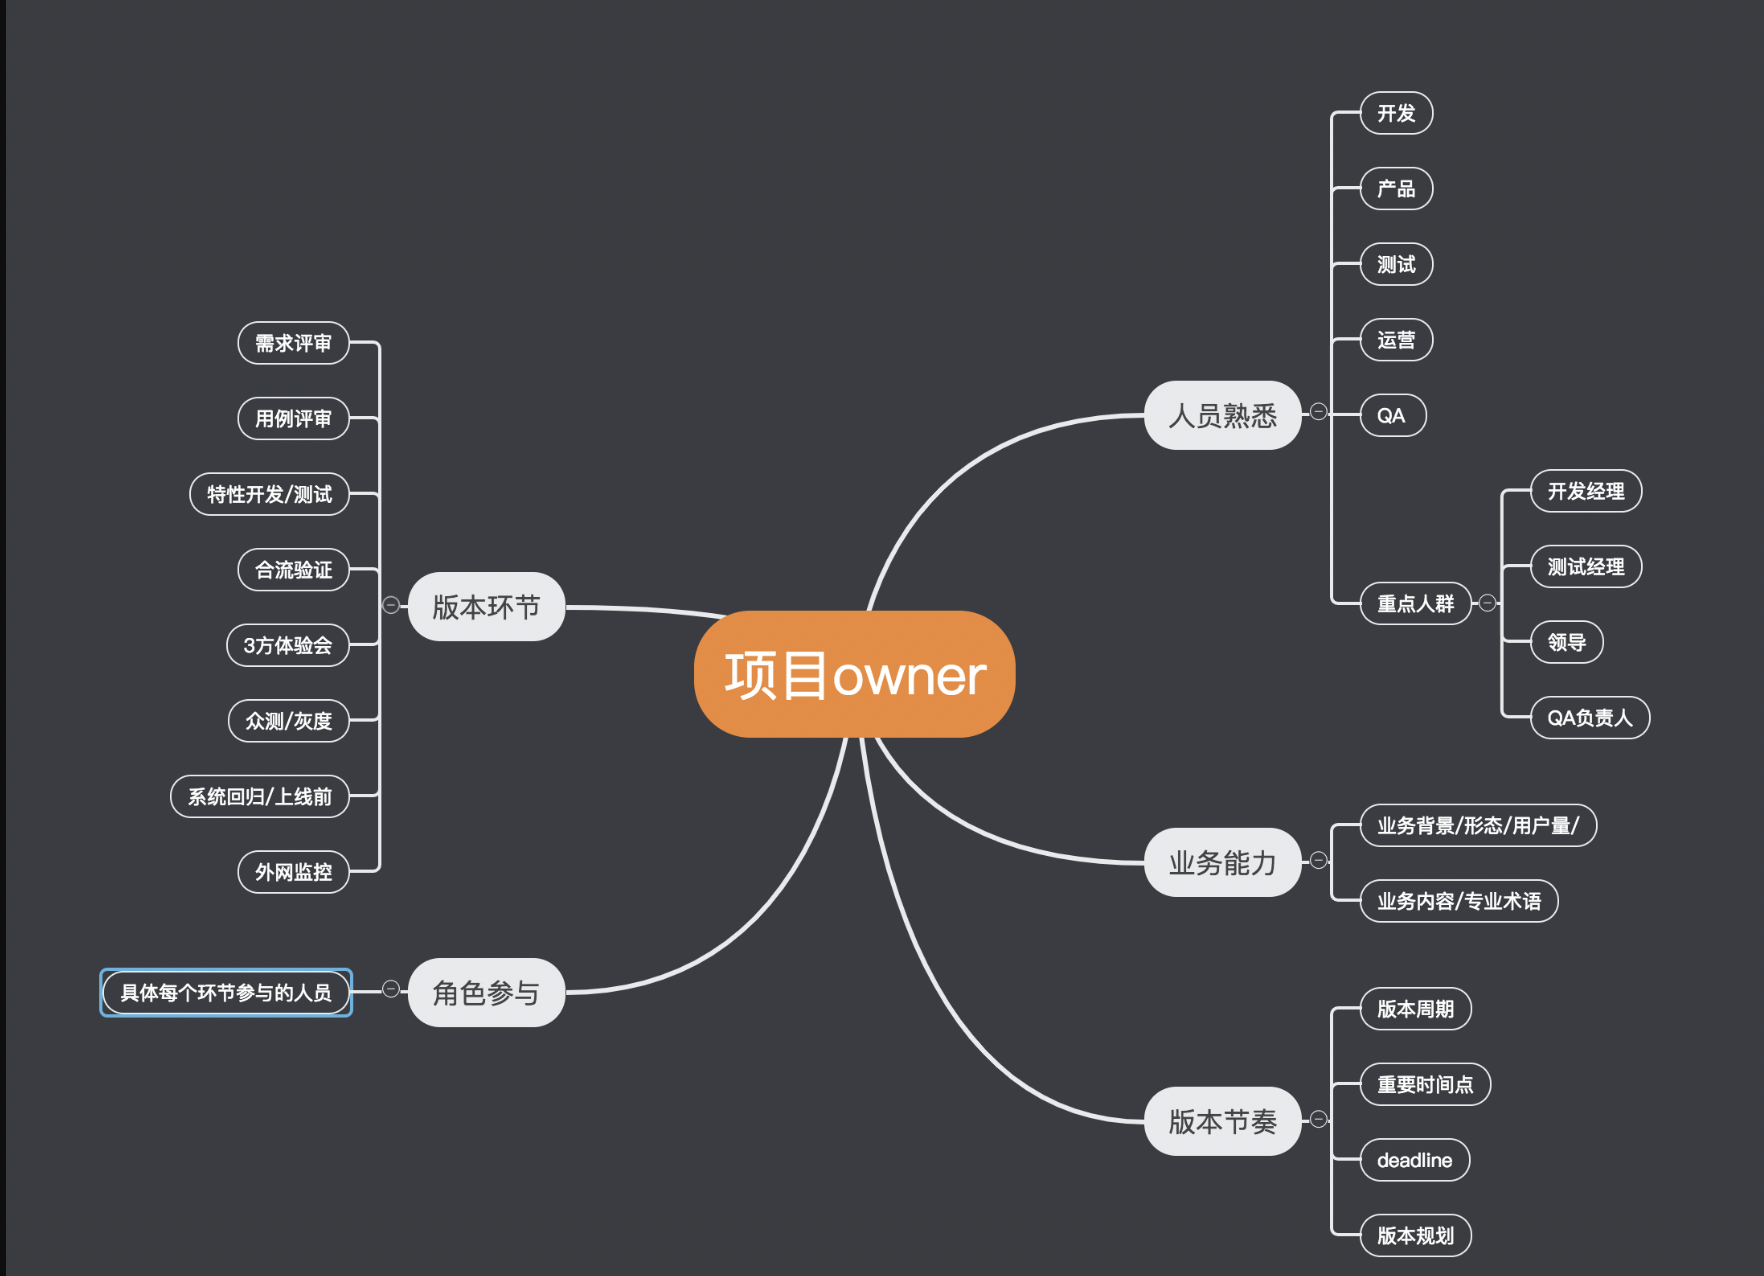 项目owner
人员熟悉
开发
产品
测试
运营
QA
重点人群
开发经理
测试经理
领导
QA负责人
业务能力
业务背景/形态/用户量/
业务内容/专业术语
版本节奏
版本周期
重要时间点
deadline
版本规划
版本环节
需求评审
用例评审
特性开发/测试
合流验证
3方体验会
众测/灰度
系统回归/上线前
外网监控
角色参与
具体每个环节参与的人员